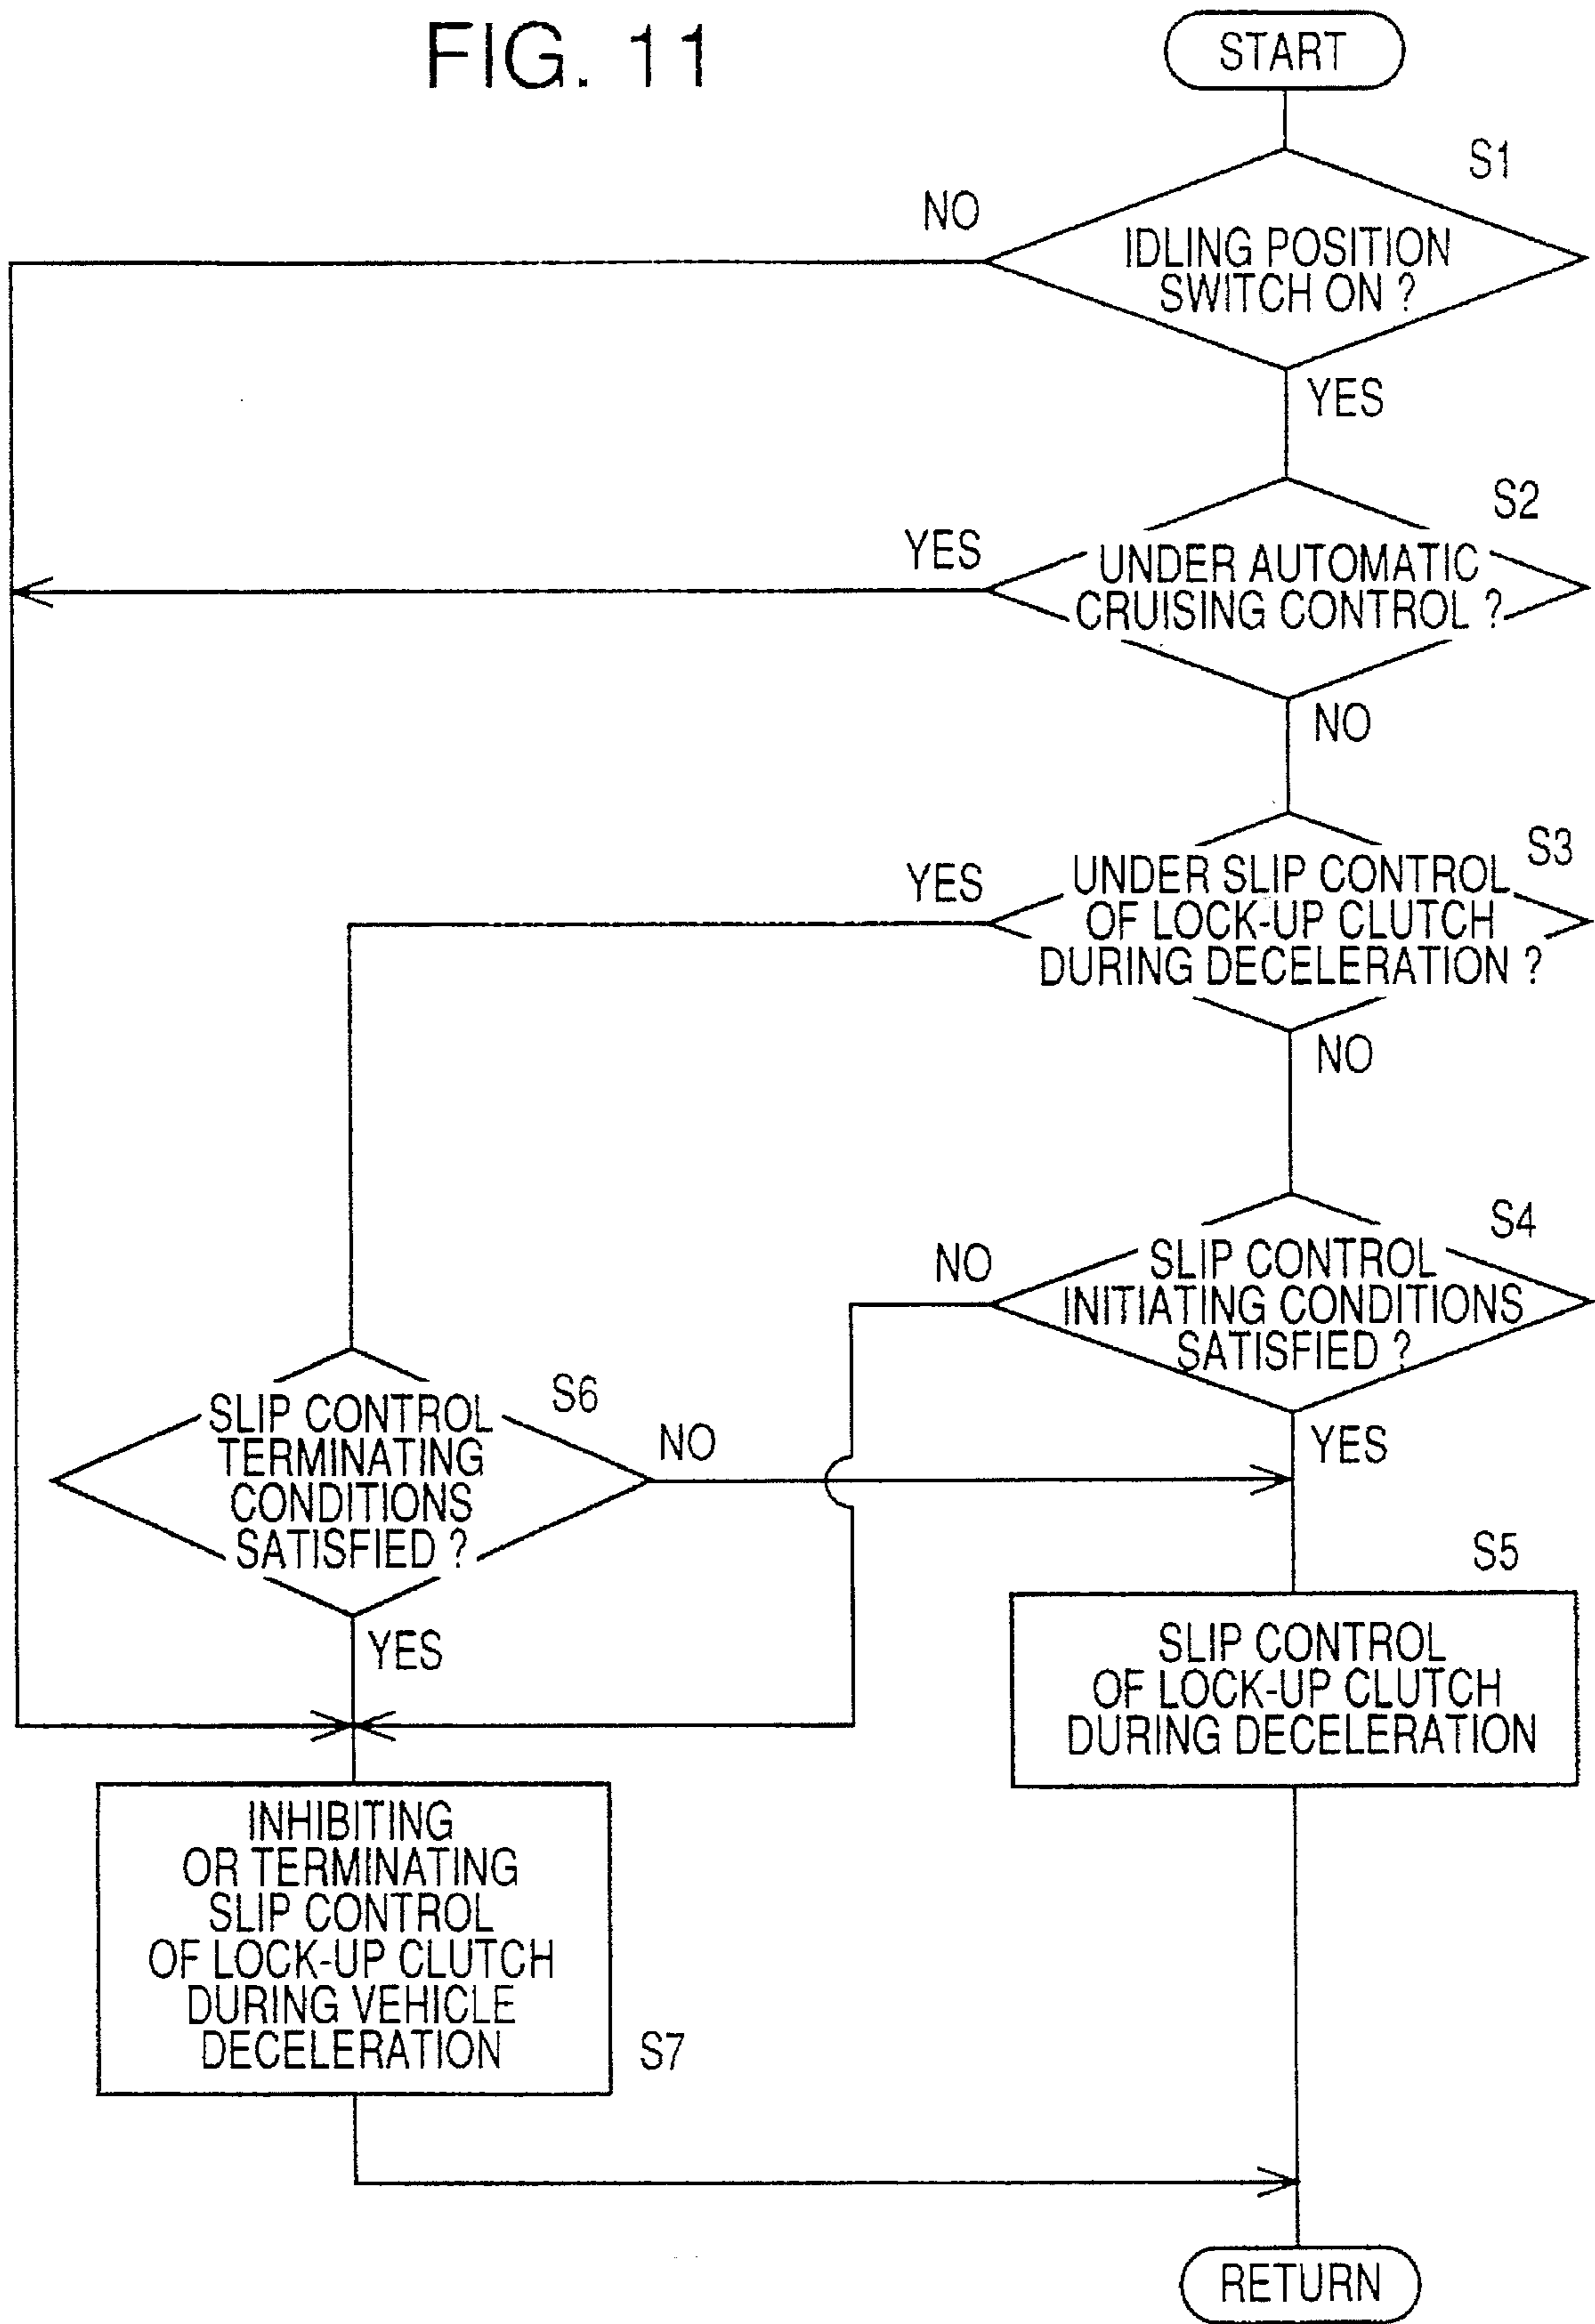 FIG. 11
START
S1
NO
IDLING POSITION
SWITCH ON ?
YES
S2
YES
UNDER AUTOMATIC
CRUISING CONTROL ?
NO
S3
YES
UNDER SLIP CONTROL
OF LOCK-UP CLUTCH
DURING DECELERATION ?
NO
S4
NO
SLIP CONTROL
INITIATING CONDITIONS
SATISFIED ?
YES
S6
SLIP CONTROL
TERMINATING
CONDITIONS
SATISFIED ?
NO
YES
S5
SLIP CONTROL
OF LOCK-UP CLUTCH
DURING DECELERATION
INHIBITING
OR TERMINATING
SLIP CONTROL
OF LOCK-UP CLUTCH
DURING VEHICLE
DECELERATION
S7
RETURN